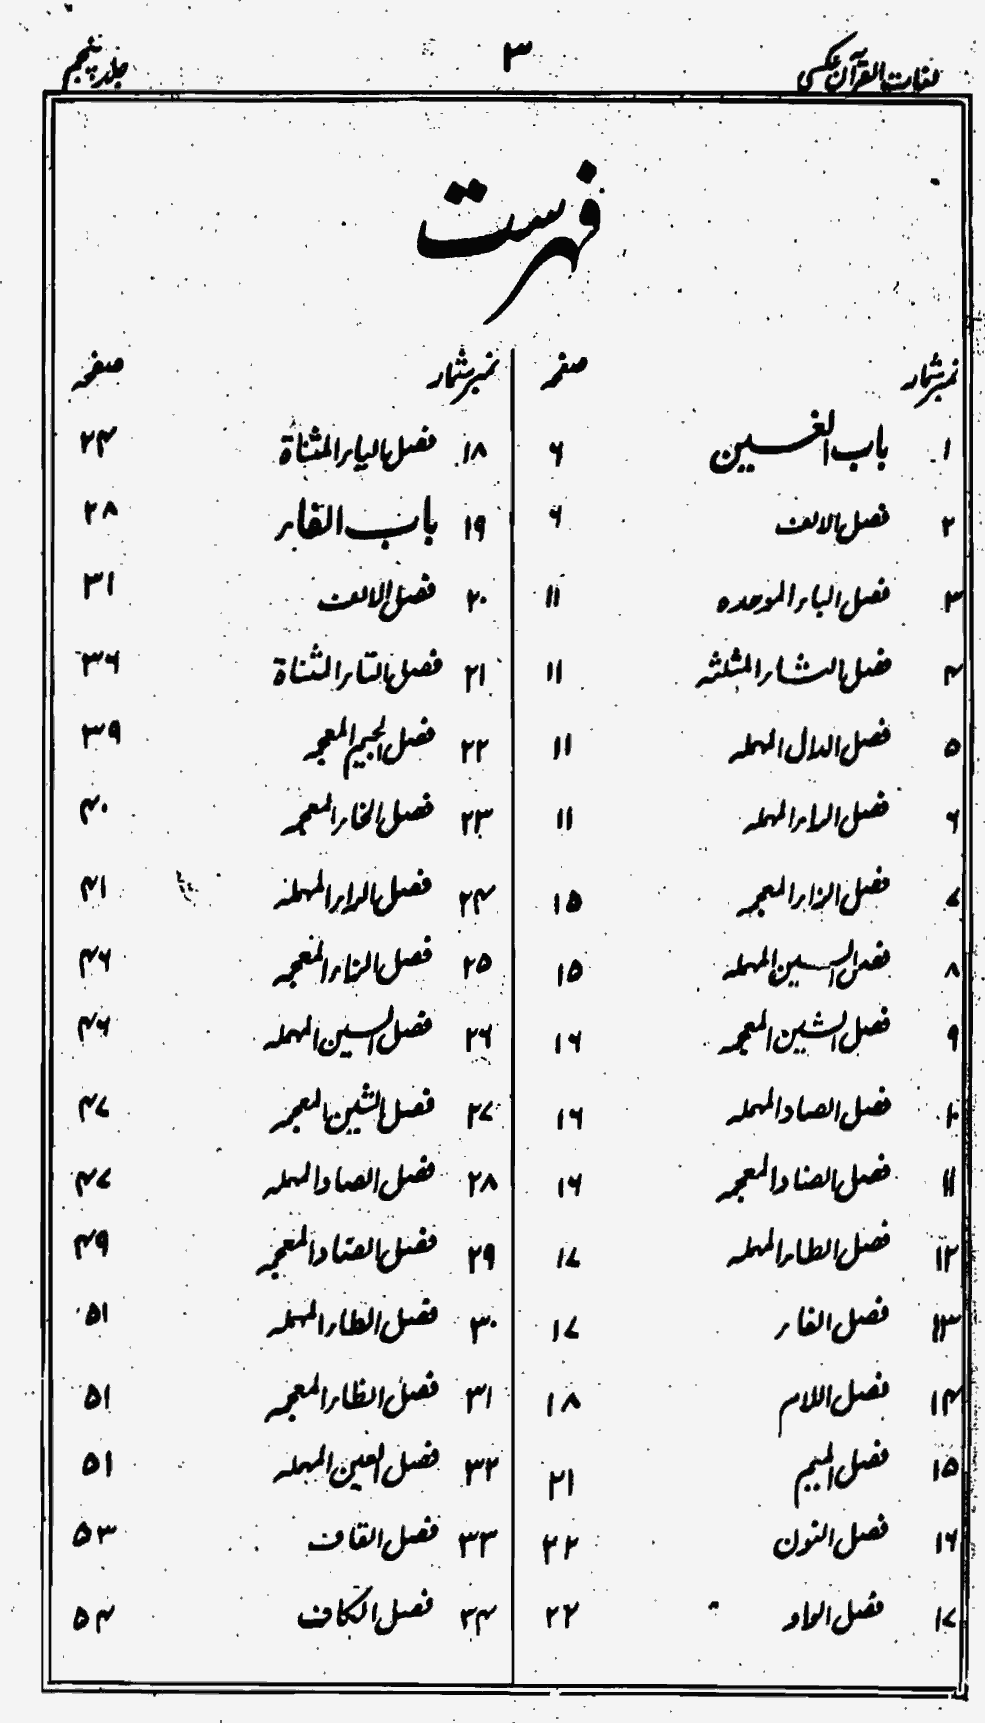 لغات القرآن عکسی ۳ جلد پنجم
فہرست
نمبر شمار صفحہ
۱ باب الغین ۶
۲ فصل الالف ۶
۳ فصل الباء الموحدہ ۱۱
۴ فصل الثاء المثلثہ ۱۱
۵ فصل الدال المہملہ ۱۱
۶ فصل الراء المہملہ ۱۱
۷ فصل الزاء المعجمہ ۱۵
۸ فصل السین المہملہ ۱۵
۹ فصل الشین المعجمہ ۱۶
۱۰ فصل الصاد المہملہ ۱۶
۱۱ فصل الضاد المعجمہ ۱۶
۱۲ فصل الطاء المہملہ ۱۷
۱۳ فصل الفاء ۱۷
۱۴ فصل اللام ۱۸
۱۵ فصل المیم ۲۱
۱۶ فصل النون ۲۲
۱۷ فصل الواو ۲۲
نمبر شمار صفحہ
۱۸ فصل الیاء المثناة ۲۴
۱۹ باب الفاء ۲۸
۲۰ فصل الالف ۳۱
۲۱ فصل التاء المثناة ۳۶
۲۲ فصل الجیم المعجمہ ۳۹
۲۳ فصل الخاء المعجمہ ۴۰
۲۴ فصل الراء المہملہ ۴۱
۲۵ فصل الزاء المعجمہ ۴۶
۲۶ فصل السین المہملہ ۴۶
۲۷ فصل الشین المعجمہ ۴۷
۲۸ فصل الصاد المہملہ ۴۷
۲۹ فصل الضاد المعجمہ ۴۹
۳۰ فصل الطاء المہملہ ۵۱
۳۱ فصل الظاء المعجمہ ۵۱
۳۲ فصل العین المہملہ ۵۱
۳۳ فصل القاف ۵۳
۳۴ فصل الکاف ۵۴